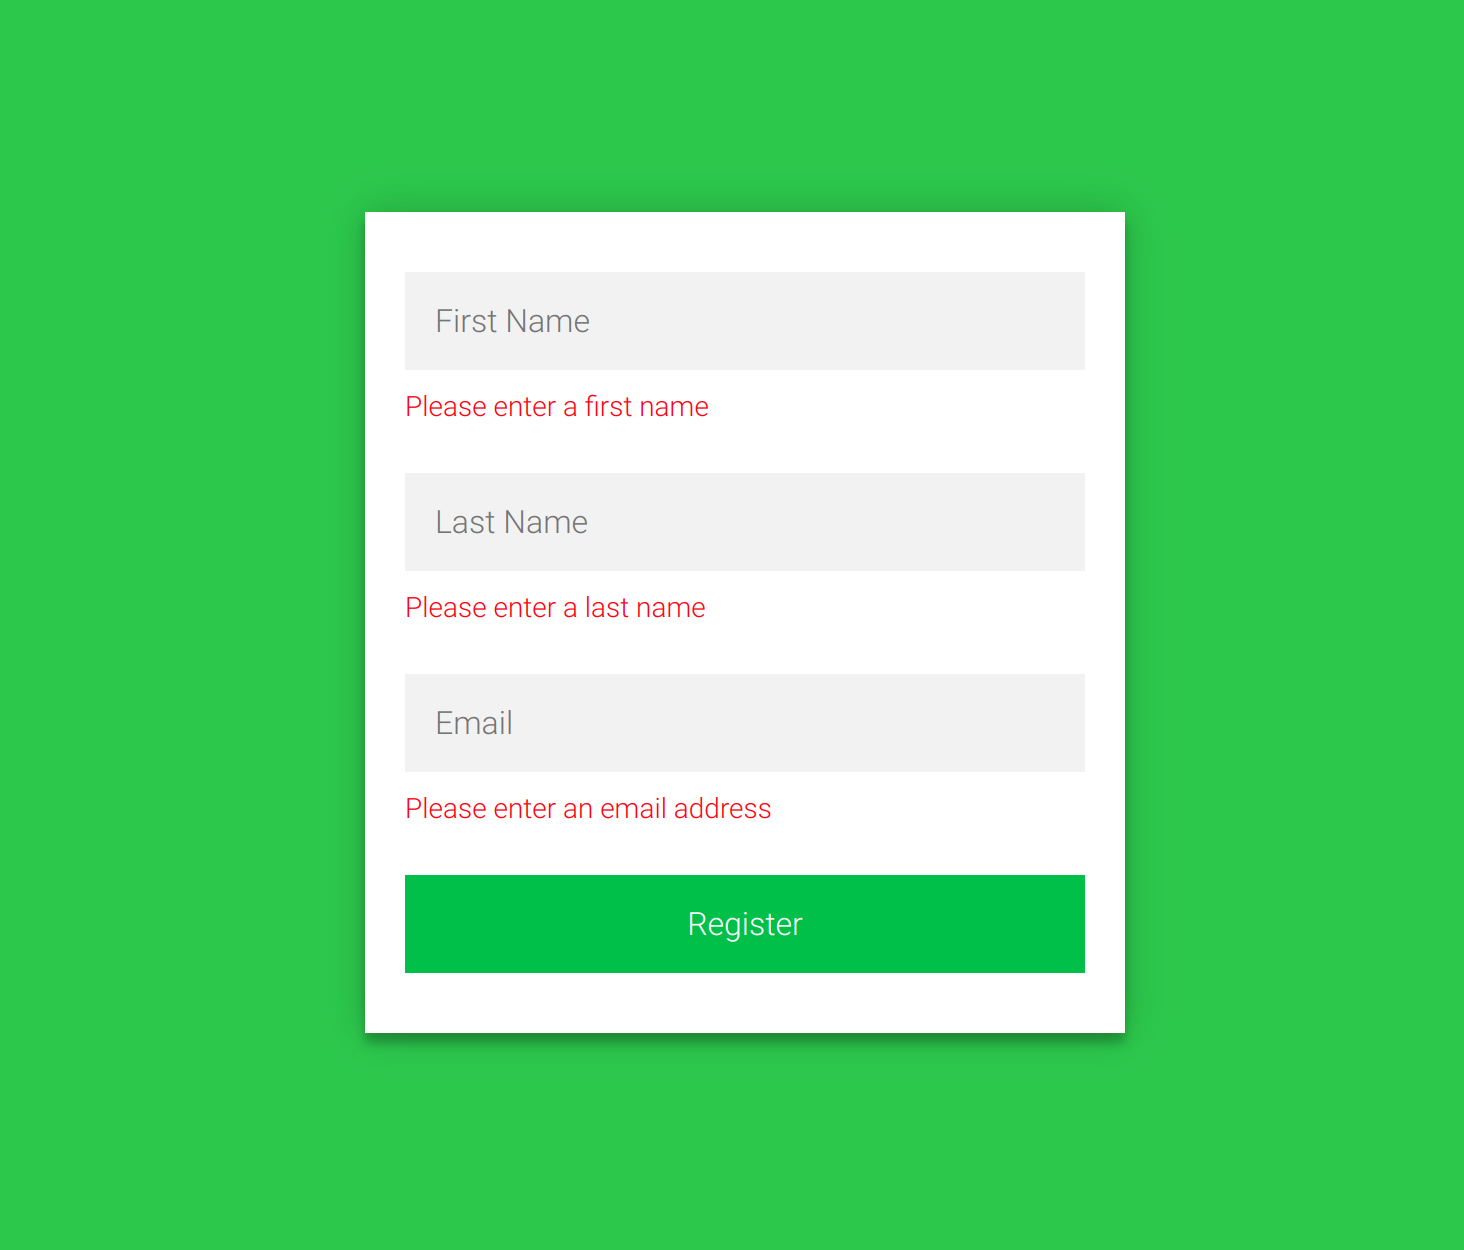 First Name
Please enter a first name
Last Name
Please enter a last name
Email
Please enter an email address
Register